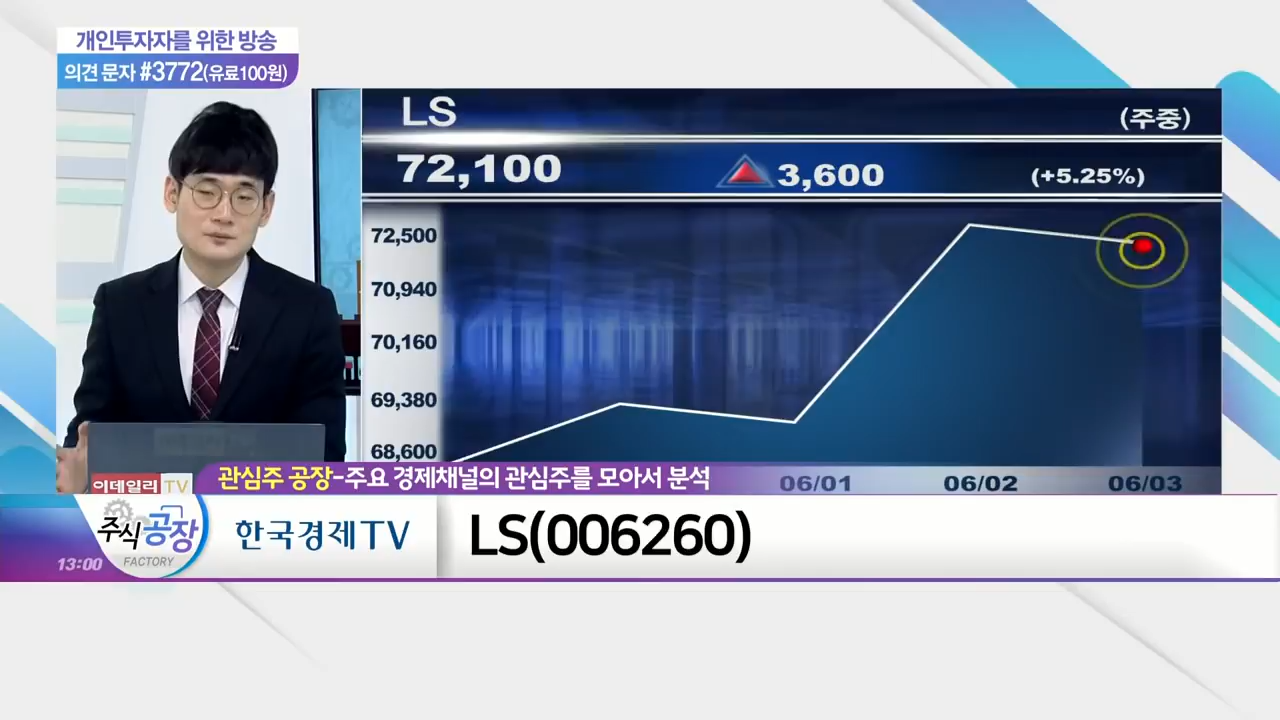 개인투자자를 위한 방송
의견 문자 #3772(유료100원)
LS
(주중)
72,100
3,600
(+5.25%)
72,500
70,940
70,160
69,380
68,600
06/01
06/02
06/03
이데일리 TV
관심주 공장-주요 경제채널의 관심주를 모아서 분석
주식공장
FACTORY
13:00
한국경제TV
LS(006260)